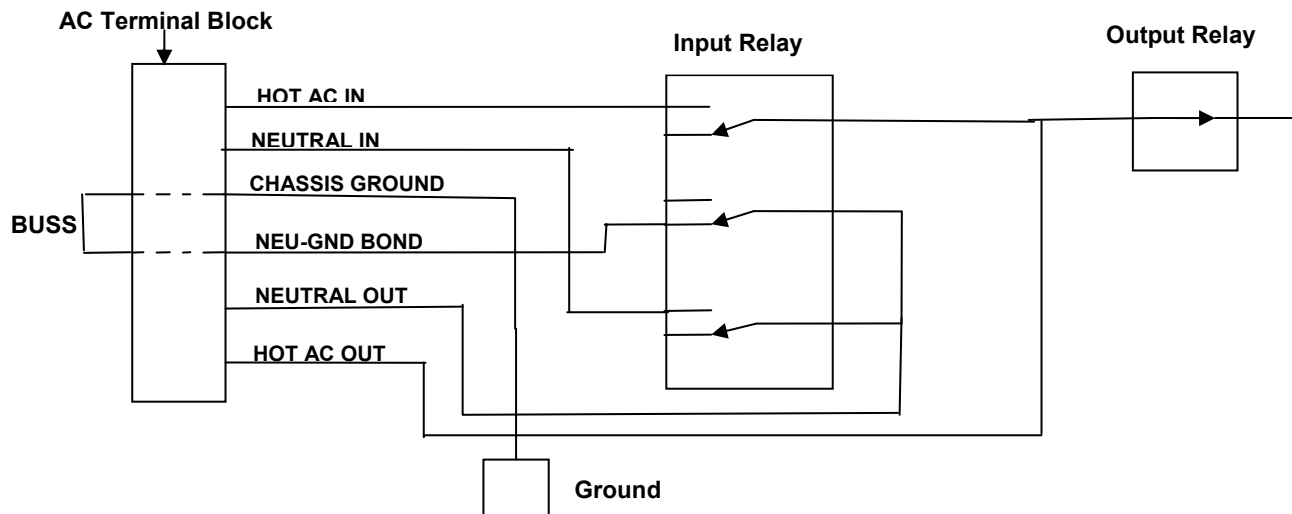 AC Terminal Block
Input Relay
Output Relay
HOT AC IN
NEUTRAL IN
CHASSIS GROUND
BUSS
NEU-GND BOND
NEUTRAL OUT
HOT AC OUT
Ground